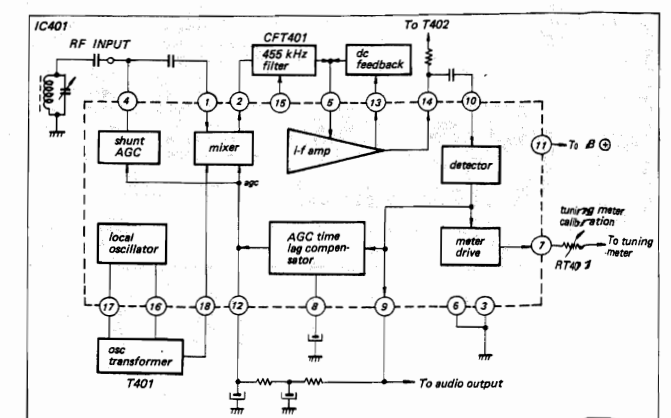 IC401
To T402
RF INPUT
CFT401
455 kHz
filter
dc
feedback
4
1
2
15
5
13
14
10
shunt
AGC
mixer
i-f amp
detector
11
To B ⊕
agc
tuning meter
calibration
local
oscillator
AGC time
lag compen-
sator
meter
drive
7
To tuning
meter
RT401
17
16
18
12
8
9
6
3
osc
transformer
T401
To audio output